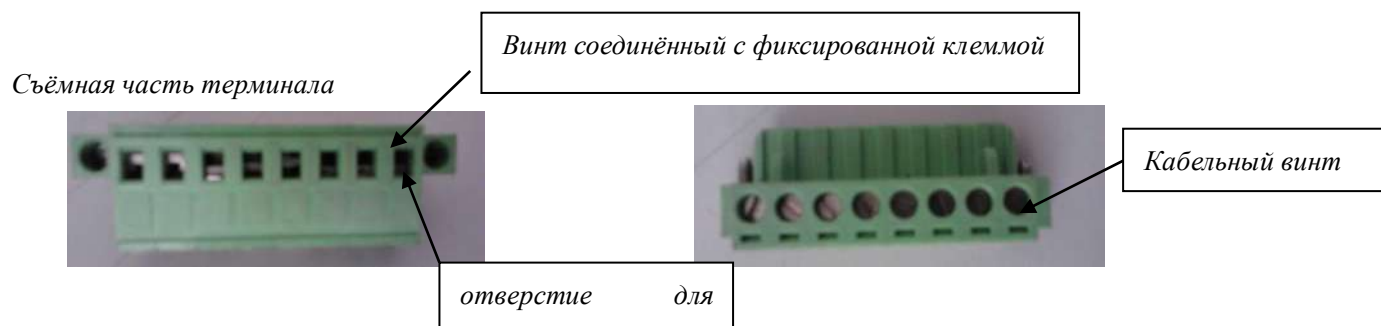 Винт соединённый с фиксированной клеммой
Съёмная часть терминала
Кабельный винт
отверстие для